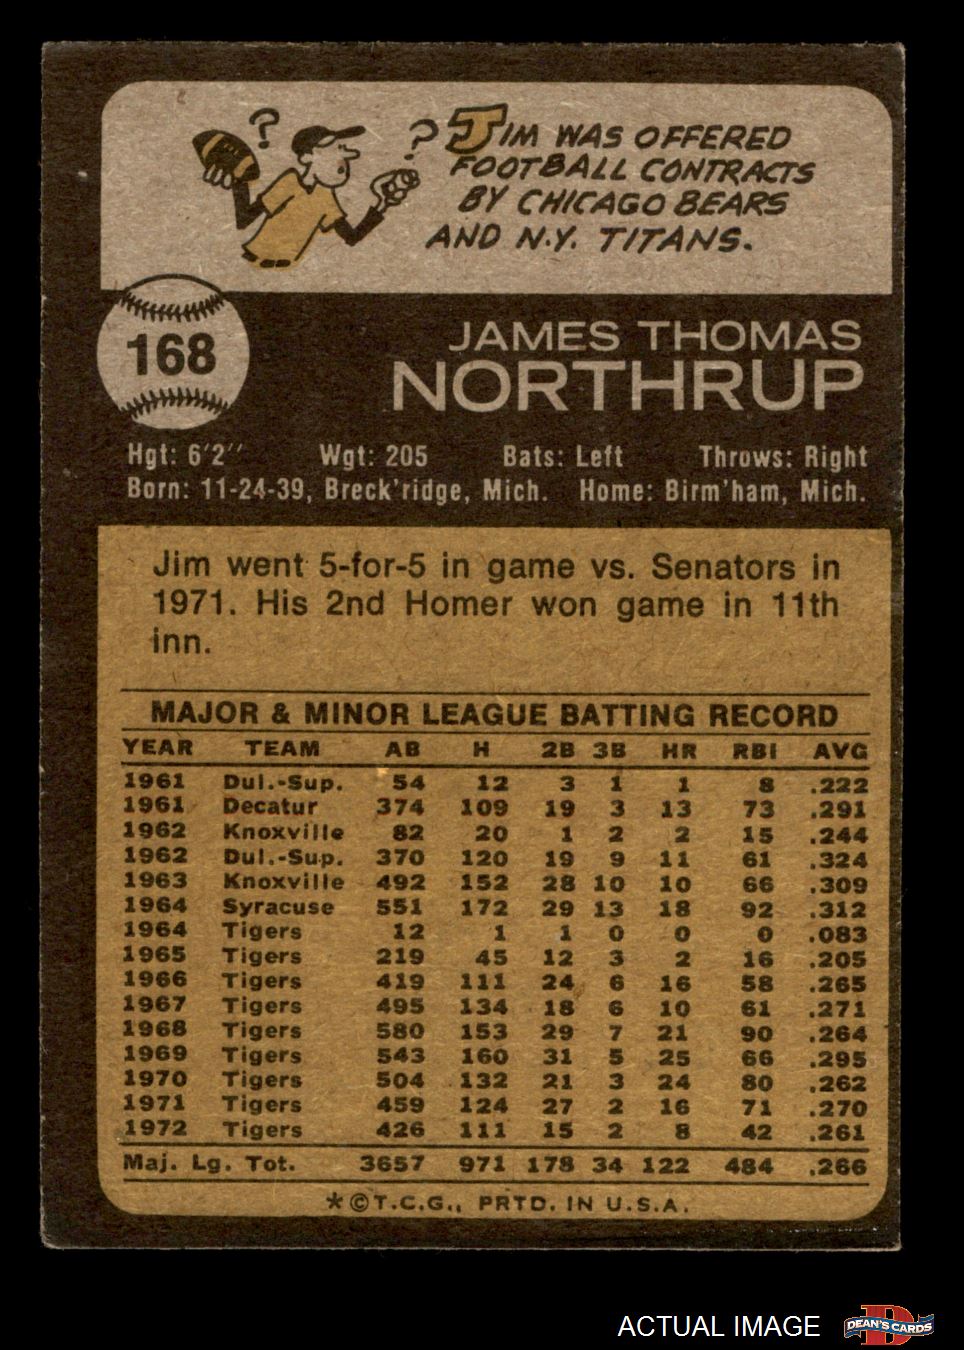 ? ? JIM WAS OFFERED
FOOTBALL CONTRACTS
BY CHICAGO BEARS
AND N.Y. TITANS.
168
JAMES THOMAS
NORTHRUP
Hgt: 6'2" Wgt: 205 Bats: Left Throws: Right
Born: 11-24-39, Breck'ridge, Mich. Home: Birm'ham, Mich.
Jim went 5-for-5 in game vs. Senators in
1971. His 2nd Homer won game in 11th
inn.
MAJOR & MINOR LEAGUE BATTING RECORD
YEAR TEAM AB H 2B 3B HR RBI AVG
1961 Dul.-Sup. 54 12 3 1 1 8 .222
1961 Decatur 374 109 19 3 13 73 .291
1962 Knoxville 82 20 1 2 2 15 .244
1962 Dul.-Sup. 370 120 19 9 11 61 .324
1963 Knoxville 492 152 28 10 10 66 .309
1964 Syracuse 551 172 29 13 18 92 .312
1964 Tigers 12 1 1 0 0 0 .083
1965 Tigers 219 45 12 3 2 16 .205
1966 Tigers 419 111 24 6 16 58 .265
1967 Tigers 495 134 18 6 10 61 .271
1968 Tigers 580 153 29 7 21 90 .264
1969 Tigers 543 160 31 5 25 66 .295
1970 Tigers 504 132 21 3 24 80 .262
1971 Tigers 459 124 27 2 16 71 .270
1972 Tigers 426 111 15 2 8 42 .261
Maj. Lg. Tot. 3657 971 178 34 122 484 .266
*©T.C.G., PRTD. IN U.S.A.
ACTUAL IMAGE D DEAN'S CARDS